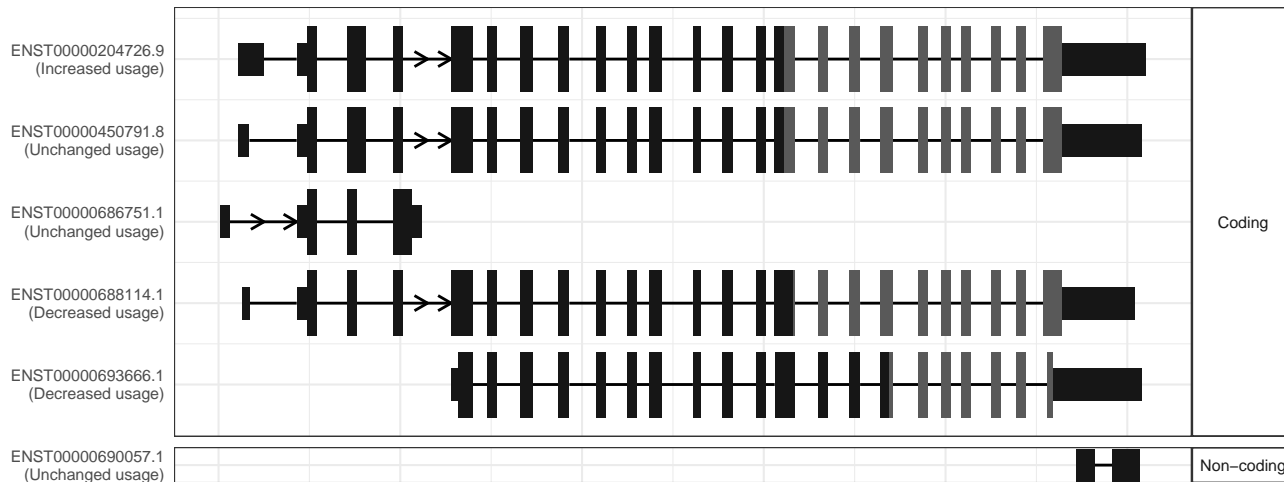 ENST00000204726.9
(Increased usage)
ENST00000450791.8
(Unchanged usage)
ENST00000686751.1
(Unchanged usage)
Coding
ENST00000688114.1
(Decreased usage)
ENST00000693666.1
(Decreased usage)
ENST00000690057.1
(Unchanged usage)
Non−coding